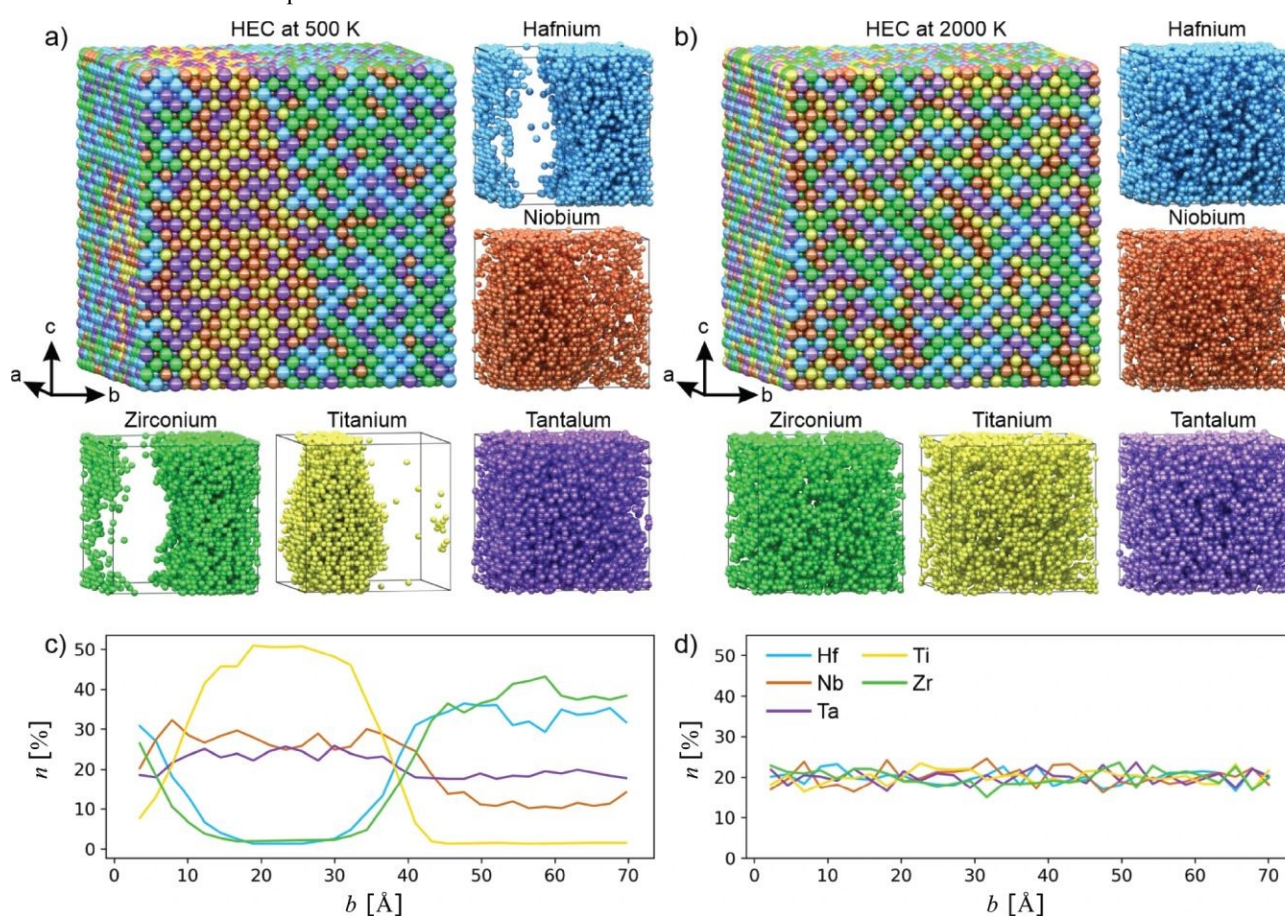 a)
HEC at 500 K
Hafnium
Niobium
c
a
b
Zirconium
Titanium
Tantalum
b)
HEC at 2000 K
Hafnium
Niobium
c
a
b
Zirconium
Titanium
Tantalum
c)
n [%]
50
40
30
20
10
0
0 10 20 30 40 50 60 70
b [Å]
d)
Hf
Nb
Ta
Ti
Zr
n [%]
50
40
30
20
10
0
0 10 20 30 40 50 60 70
b [Å]